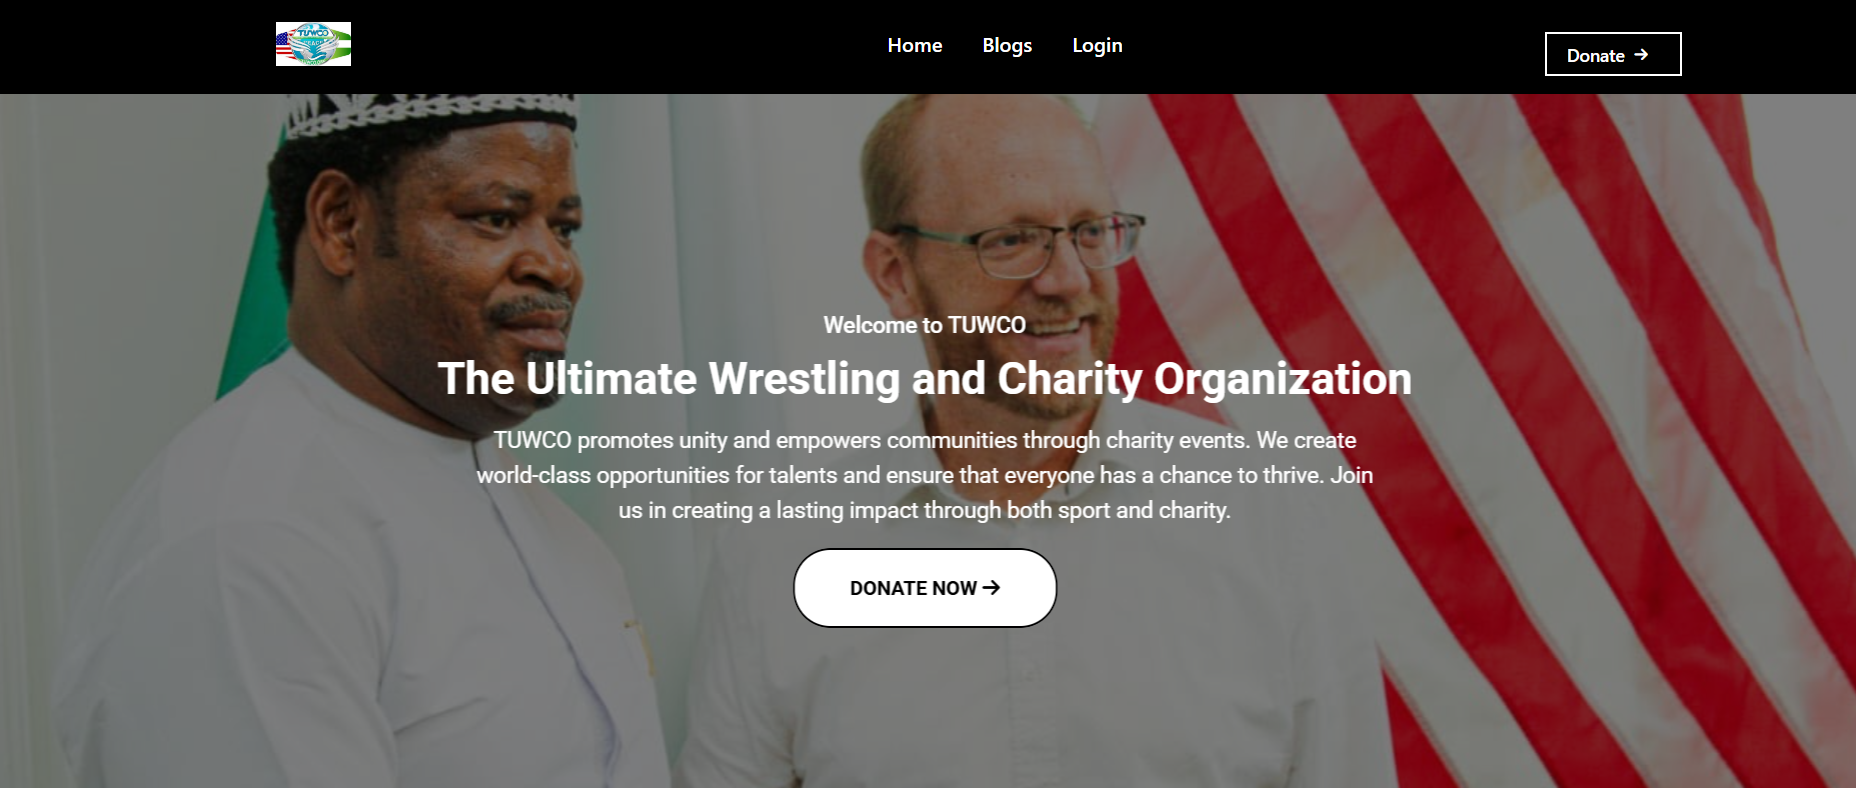 TUWCO
Home
Blogs
Login
Donate →
Welcome to TUWCO
The Ultimate Wrestling and Charity Organization
TUWCO promotes unity and empowers communities through charity events. We create
world-class opportunities for talents and ensure that everyone has a chance to thrive. Join
us in creating a lasting impact through both sport and charity.
DONATE NOW →